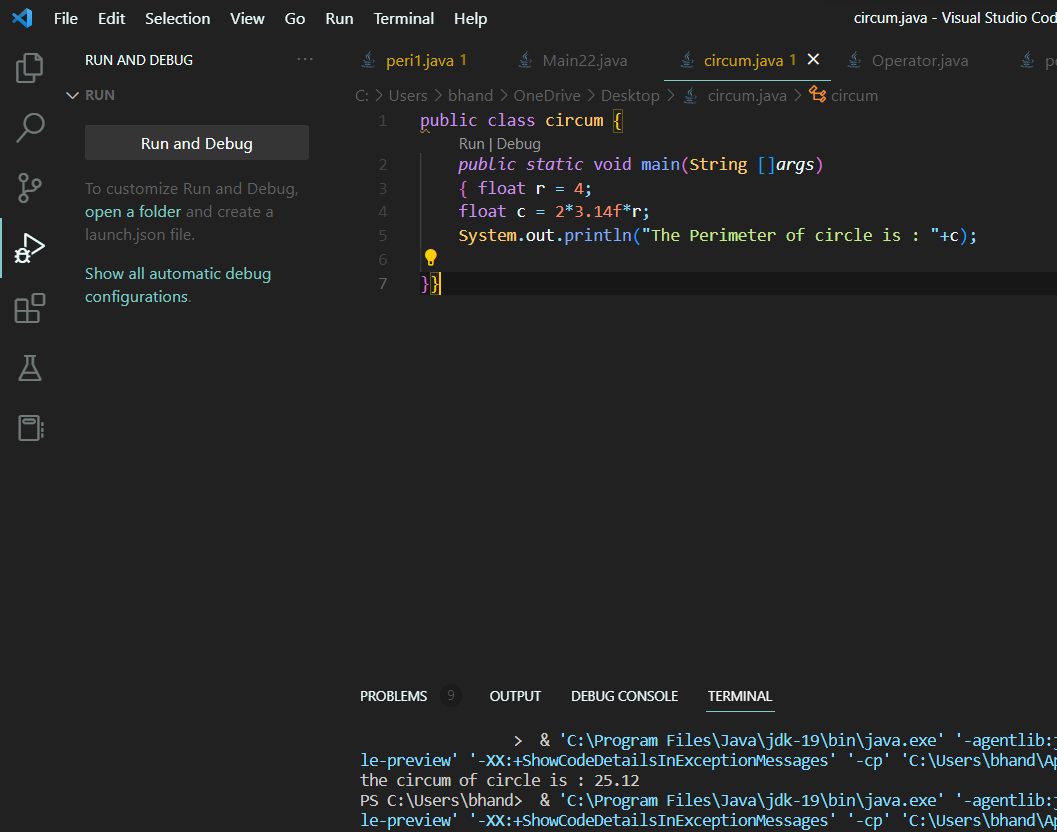 File Edit Selection View Go Run Terminal Help circum.java - Visual Studio Cod
RUN AND DEBUG ···
RUN
Run and Debug
To customize Run and Debug,
open a folder and create a
launch.json file.
Show all automatic debug
configurations.
peri1.java 1 Main22.java circum.java 1 Operator.java pe
C: > Users > bhand > OneDrive > Desktop > circum.java > circum
1 public class circum {
Run | Debug
2 public static void main(String []args)
3 { float r = 4;
4 float c = 2*3.14f*r;
5 System.out.println("The Perimeter of circle is : "+c);
6
7 }}
PROBLEMS 9 OUTPUT DEBUG CONSOLE TERMINAL
> & 'C:\Program Files\Java\jdk-19\bin\java.exe' '-agentlib:j
le-preview' '-XX:+ShowCodeDetailsInExceptionMessages' '-cp' 'C:\Users\bhand\Ap
the circum of circle is : 25.12
PS C:\Users\bhand> & 'C:\Program Files\Java\jdk-19\bin\java.exe' '-agentlib:j
le-preview' '-XX:+ShowCodeDetailsInExceptionMessages' '-cp' 'C:\Users\bhand\Ap